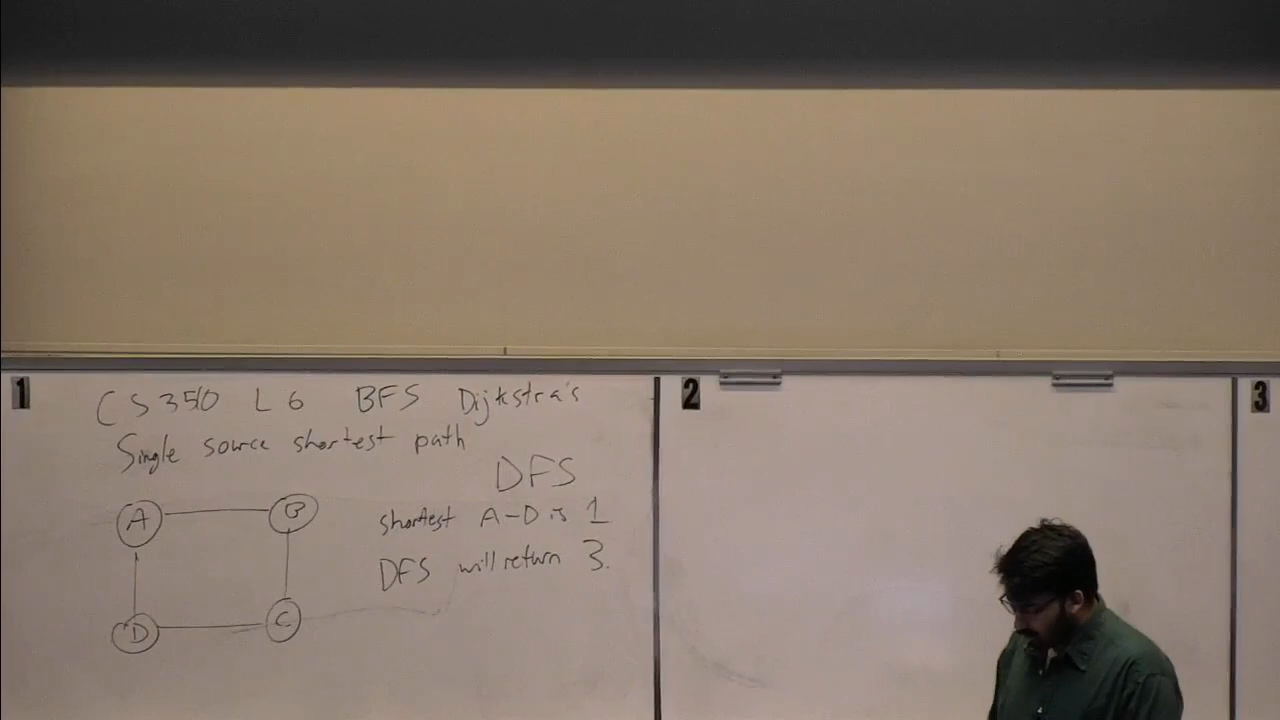 1
CS 350 L6 BFS Dijkstra's
Single source shortest path
DFS
A
B
shortest A-D is 1
DFS will return 3.
D
C
2
3